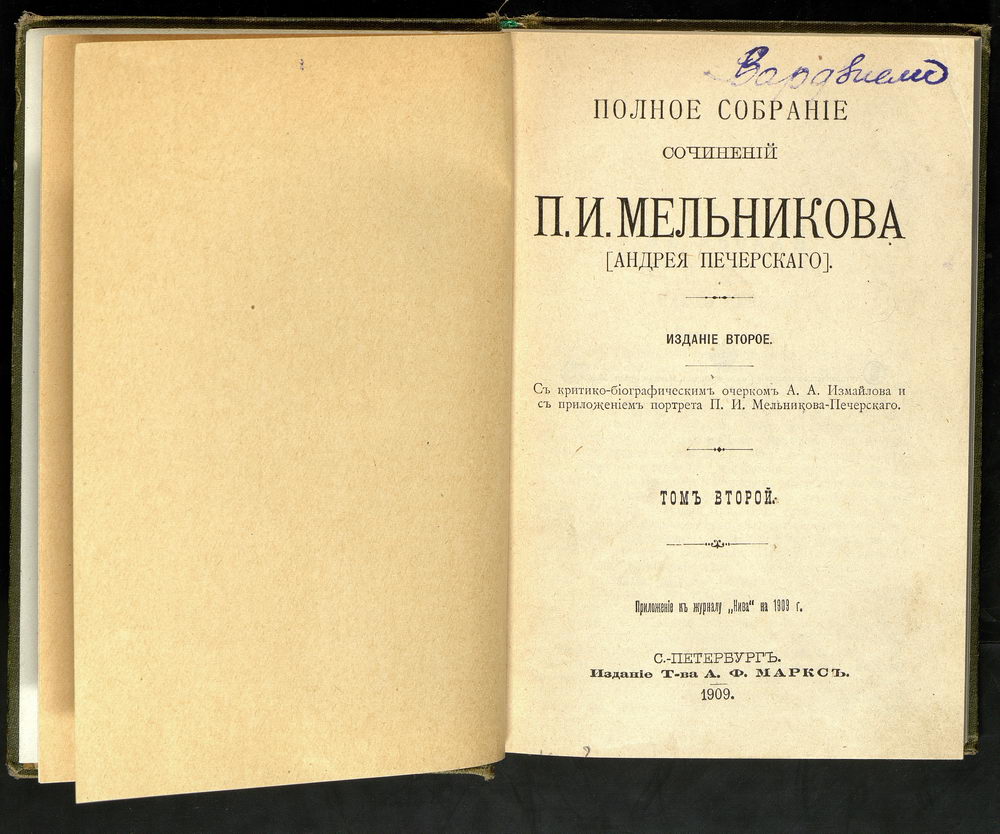 ПОЛНОЕ СОБРАНІЕ
СОЧИНЕНІЙ
П. И. МЕЛЬНИКОВА
[АНДРЕЯ ПЕЧЕРСКАГО].
ИЗДАНІЕ ВТОРОЕ.
Съ критико-біографическимъ очеркомъ А. А. Измайлова и
съ приложеніемъ портрета П. И. Мельникова-Печерскаго.
ТОМЪ ВТОРОЙ.
Приложеніе къ журналу „Нива“ на 1909 г.
С.-ПЕТЕРБУРГЪ.
Изданіе Т-ва А. Ф. МАРКСЪ.
1909.